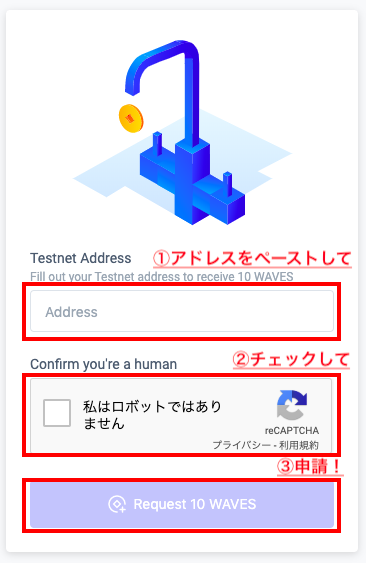 Testnet Address ①アドレスをペーストして
Fill out your Testnet address to receive 10 WAVES
Address
Confirm you're a human ②チェックして
私はロボットではあり
ません
reCAPTCHA
プライバシー - 利用規約
③申請！
Request 10 WAVES